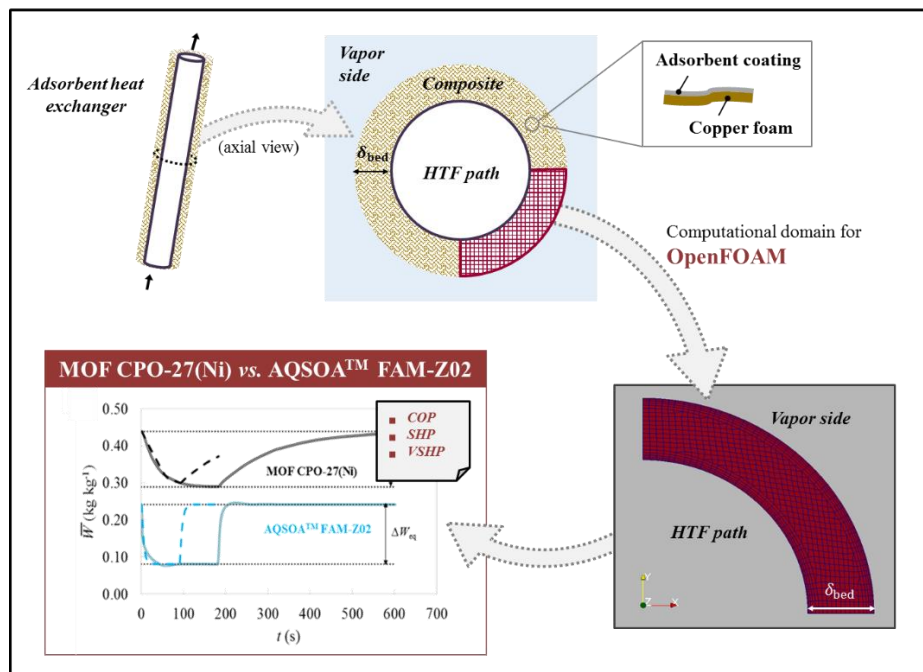 Adsorbent heat
exchanger
(axial view)
Vapor
side
Composite
δbed
HTF path
Adsorbent coating
Copper foam
Computational domain for
OpenFOAM
MOF CPO-27(Ni) vs. AQSOA™ FAM-Z02
COP
SHP
VSHP
0.50
0.40
0.30
0.20
0.10
0.00
W̅ (kg kg⁻¹)
MOF CPO-27(Ni)
AQSOA™ FAM-Z02
ΔWeq
0 100 200 300 400 500 600 700
t (s)
Vapor side
HTF path
δbed
Y
Z X